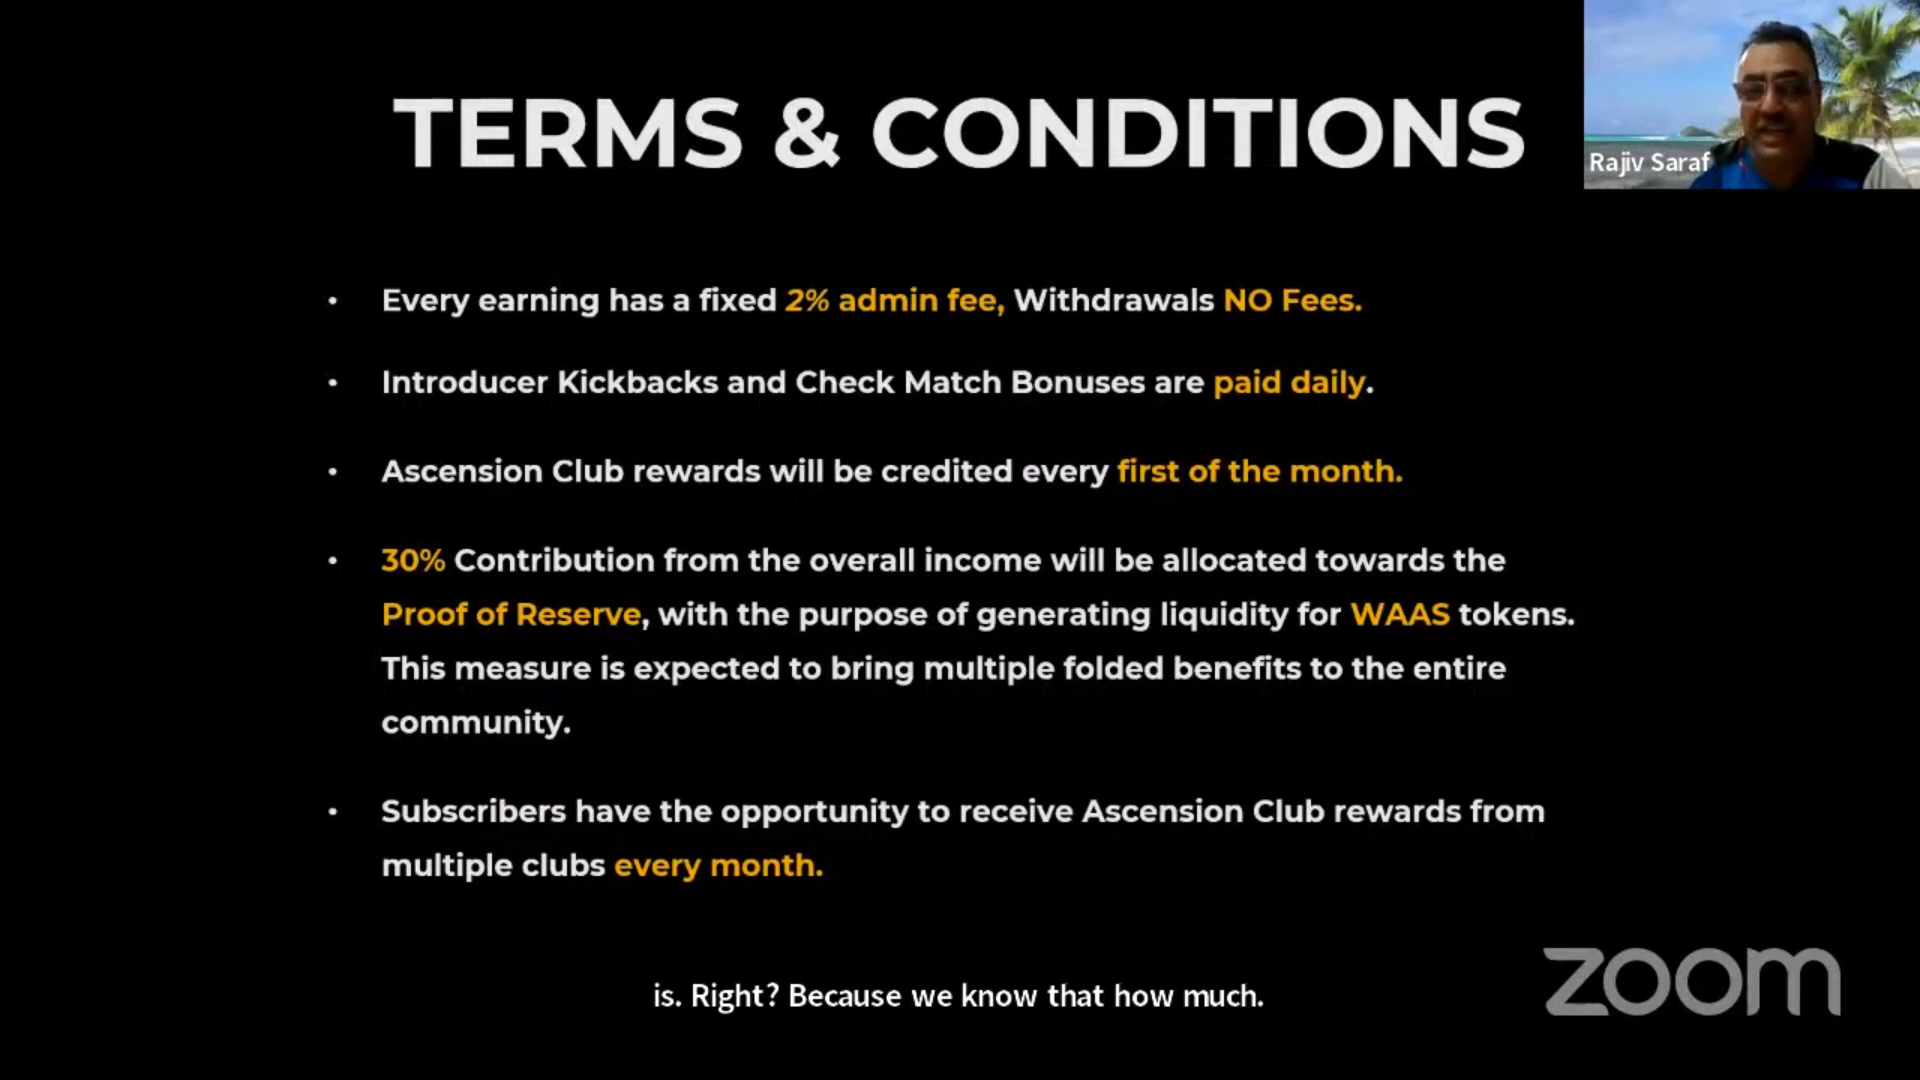 TERMS & CONDITIONS
Rajiv Saraf
• Every earning has a fixed 2% admin fee, Withdrawals NO Fees.
• Introducer Kickbacks and Check Match Bonuses are paid daily.
• Ascension Club rewards will be credited every first of the month.
• 30% Contribution from the overall income will be allocated towards the
Proof of Reserve, with the purpose of generating liquidity for WAAS tokens.
This measure is expected to bring multiple folded benefits to the entire
community.
• Subscribers have the opportunity to receive Ascension Club rewards from
multiple clubs every month.
is. Right? Because we know that how much.
zoom